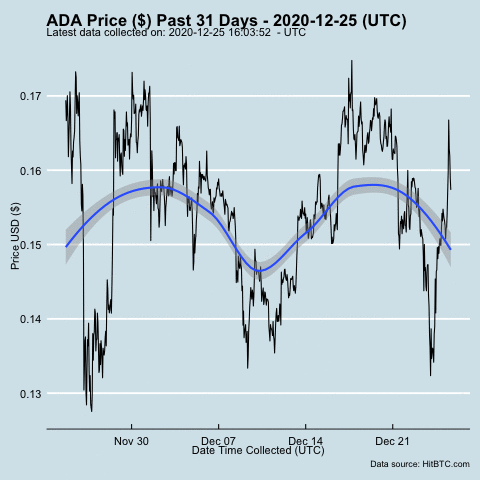 ADA Price ($) Past 31 Days - 2020-12-25 (UTC)
Latest data collected on: 2020-12-25 16:03:52 - UTC
0.17
0.16
0.15
0.14
0.13
Price USD ($)
Nov 30 Dec 07 Dec 14 Dec 21
Date Time Collected (UTC)
Data source: HitBTC.com